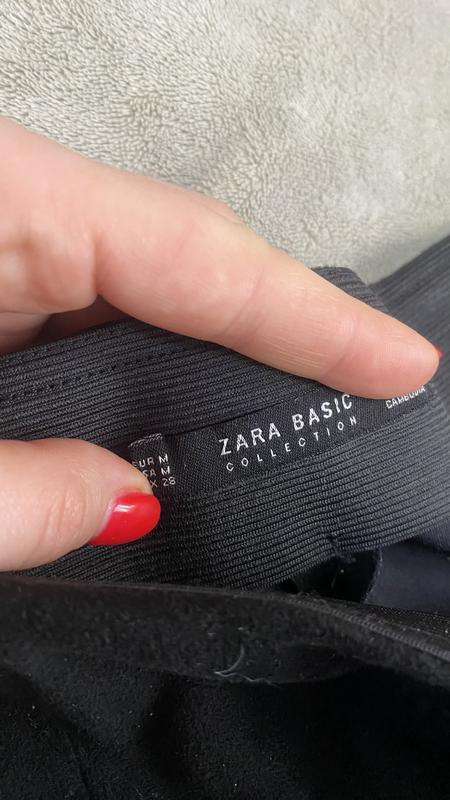 ZARA BASIC
COLLECTION
CAMBODIA
EUR M
USA M
MEX 28